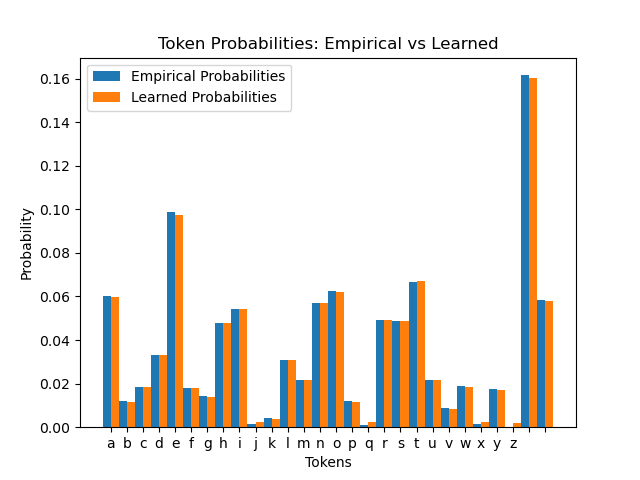 Token Probabilities: Empirical vs Learned
Empirical Probabilities
Learned Probabilities
0.16
0.14
0.12
0.10
0.08
0.06
0.04
0.02
0.00
Probability
a b c d e f g h i j k l m n o p q r s t u v w x y z
Tokens